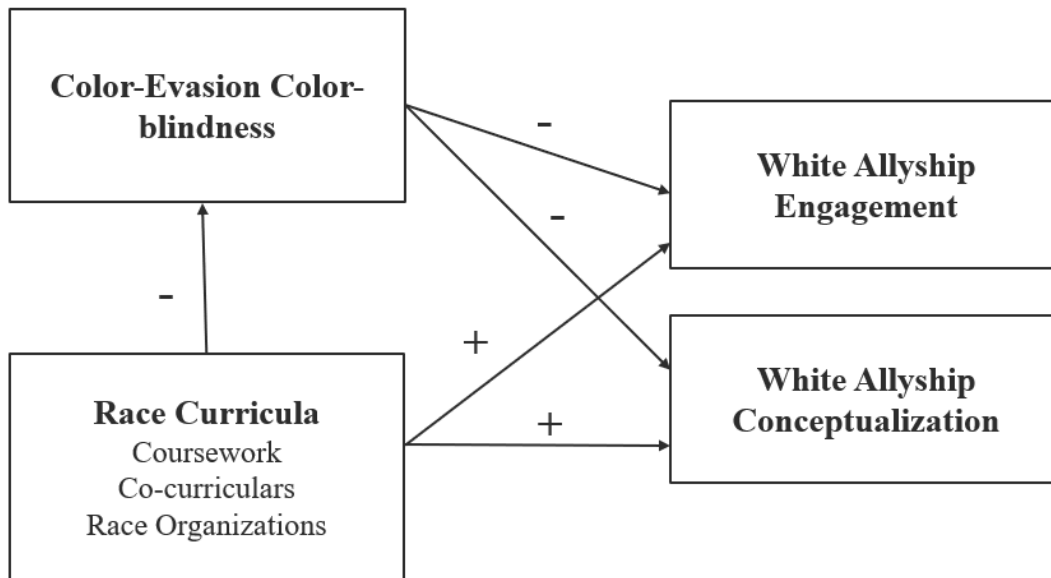 Color-Evasion Color-
blindness
-
White Allyship
Engagement
-
-
+
Race Curricula
Coursework
Co-curriculars
Race Organizations
+
White Allyship
Conceptualization